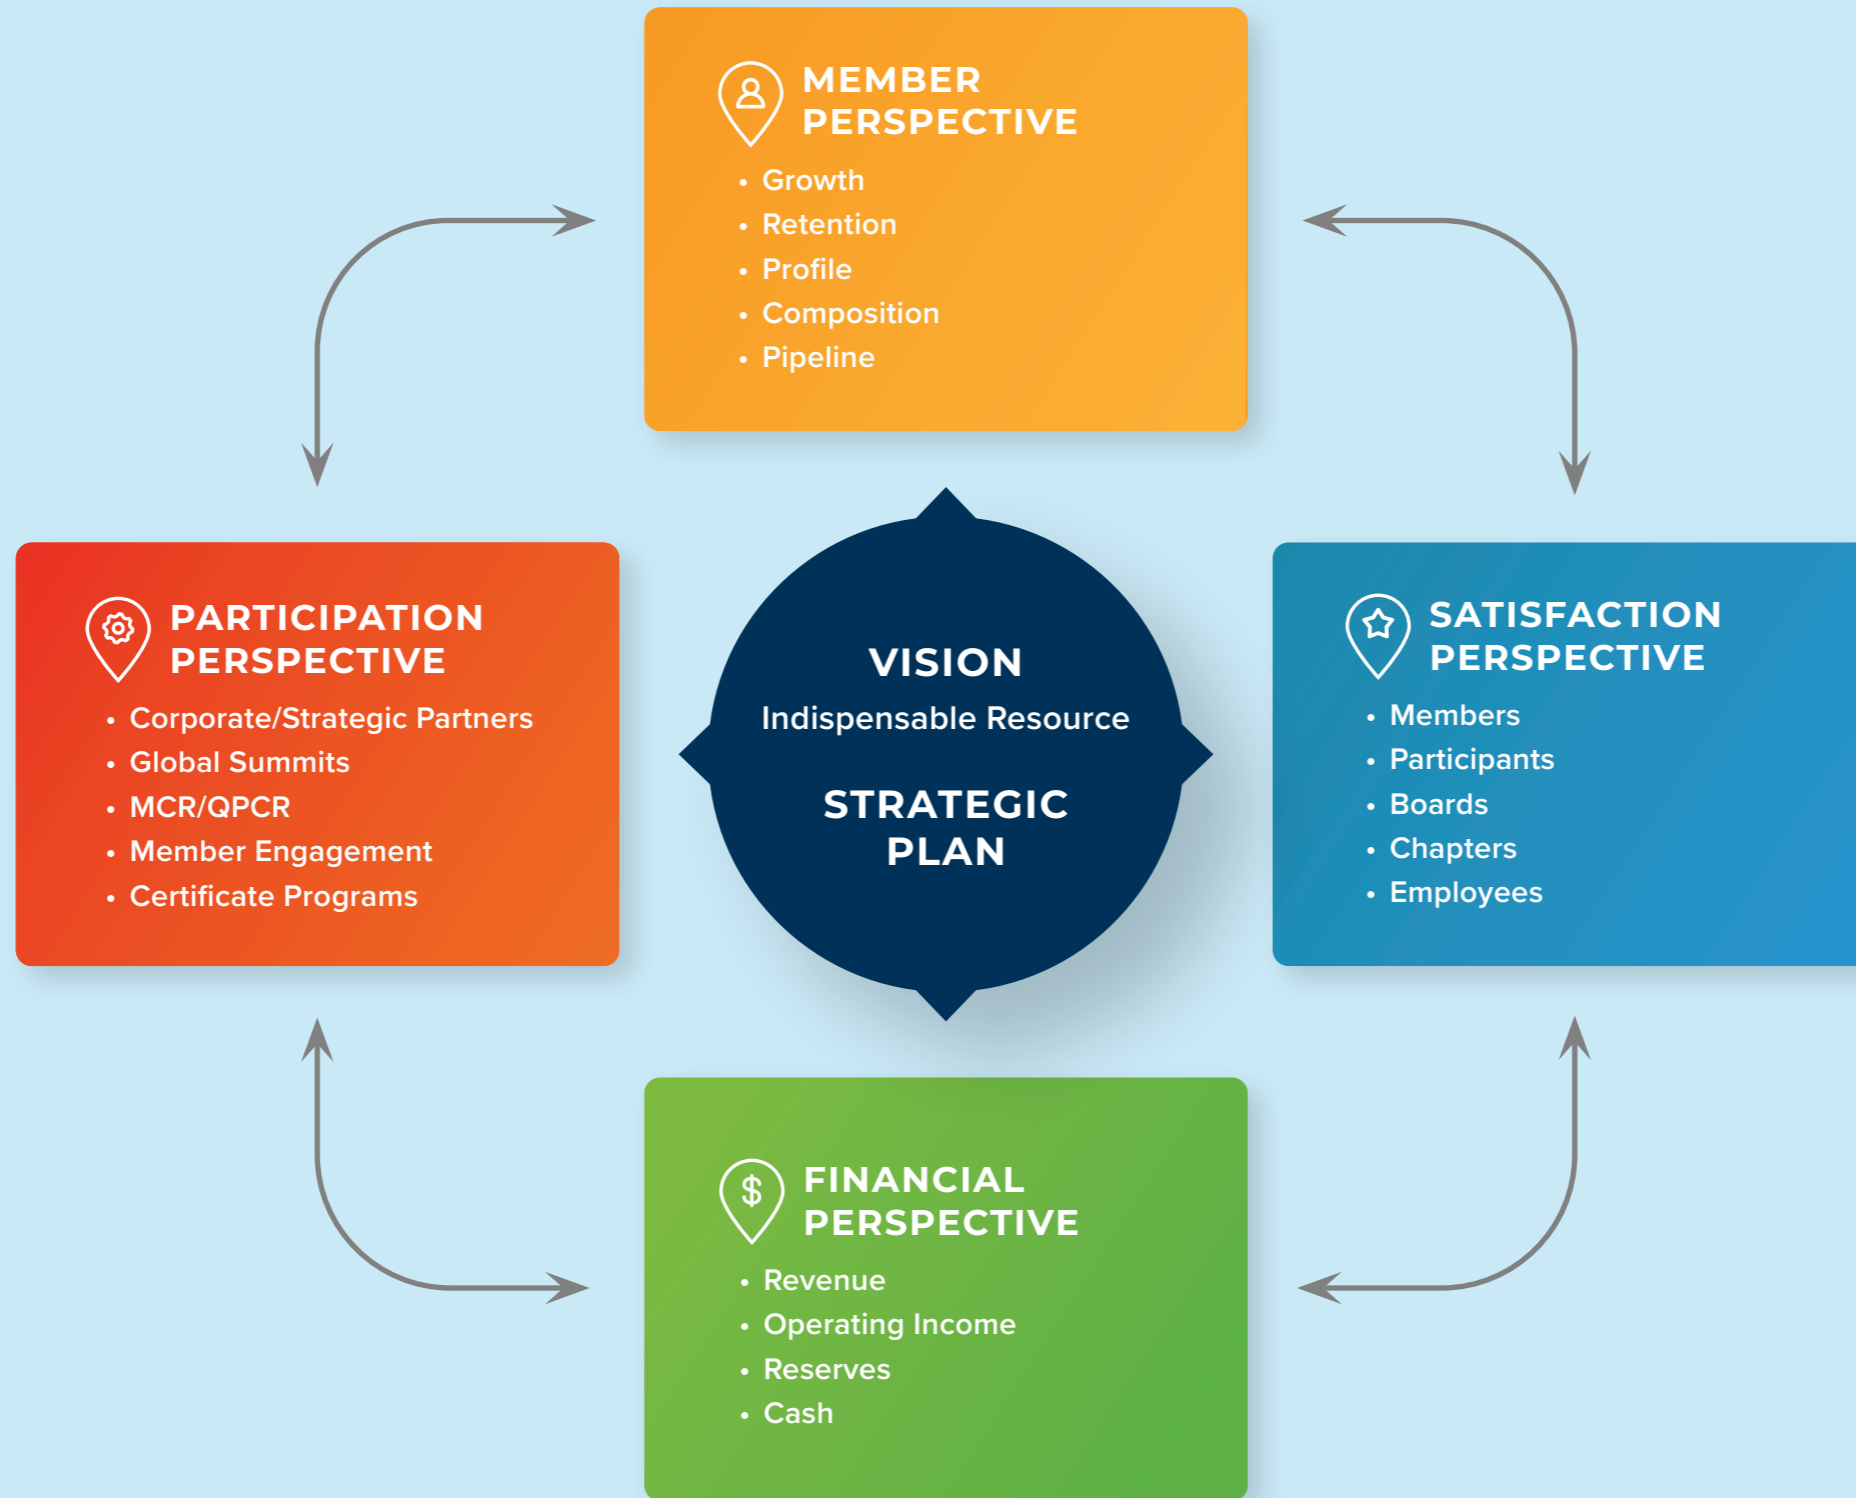 MEMBER
PERSPECTIVE
• Growth
• Retention
• Profile
• Composition
• Pipeline
PARTICIPATION
PERSPECTIVE
• Corporate/Strategic Partners
• Global Summits
• MCR/QPCR
• Member Engagement
• Certificate Programs
VISION
Indispensable Resource
STRATEGIC
PLAN
SATISFACTION
PERSPECTIVE
• Members
• Participants
• Boards
• Chapters
• Employees
$
FINANCIAL
PERSPECTIVE
• Revenue
• Operating Income
• Reserves
• Cash